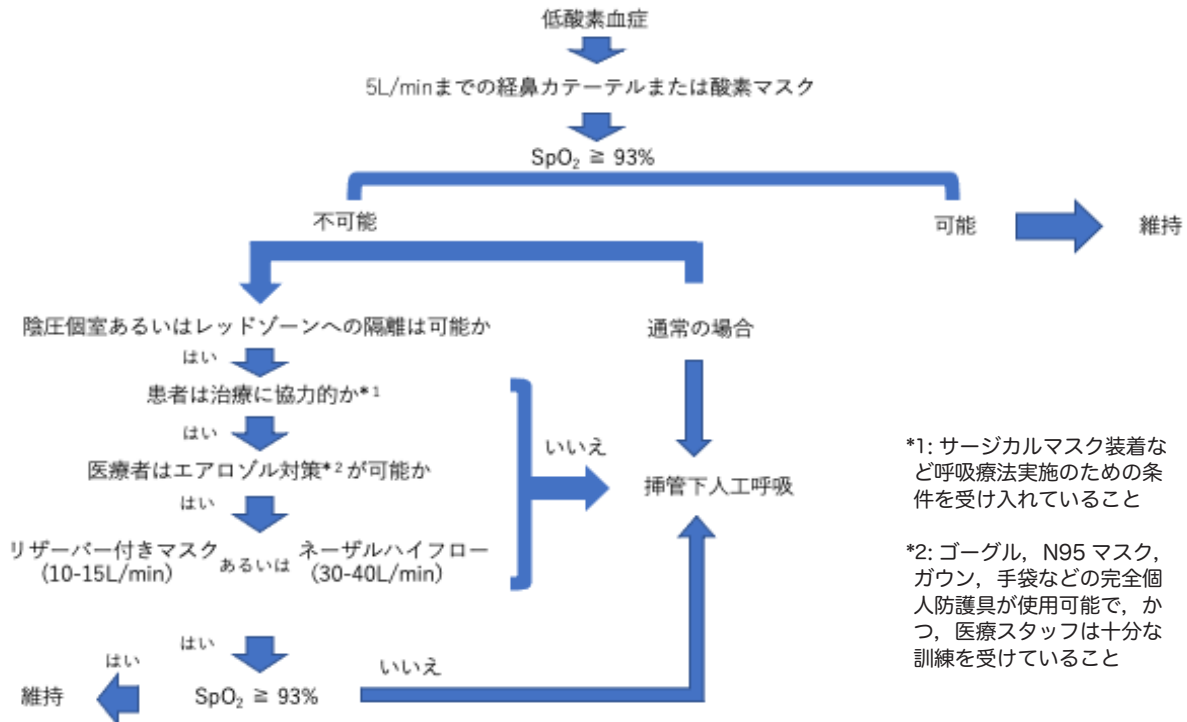 低酸素血症
5L/minまでの経鼻カテーテルまたは酸素マスク
SpO₂ ≧ 93%
不可能
可能
維持
陰圧個室あるいはレッドゾーンへの隔離は可能か
通常の場合
はい
患者は治療に協力的か*1
はい
いいえ
医療者はエアロゾル対策*2が可能か
挿管下人工呼吸
はい
リザーバー付きマスク
(10-15L/min)
あるいは
ネーザルハイフロー
(30-40L/min)
はい
はい
いいえ
維持
SpO₂ ≧ 93%
*1: サージカルマスク装着な
ど呼吸療法実施のための条
件を受け入れていること
*2: ゴーグル，N95 マスク，
ガウン，手袋などの完全個
人防護具が使用可能で，か
つ，医療スタッフは十分な
訓練を受けていること